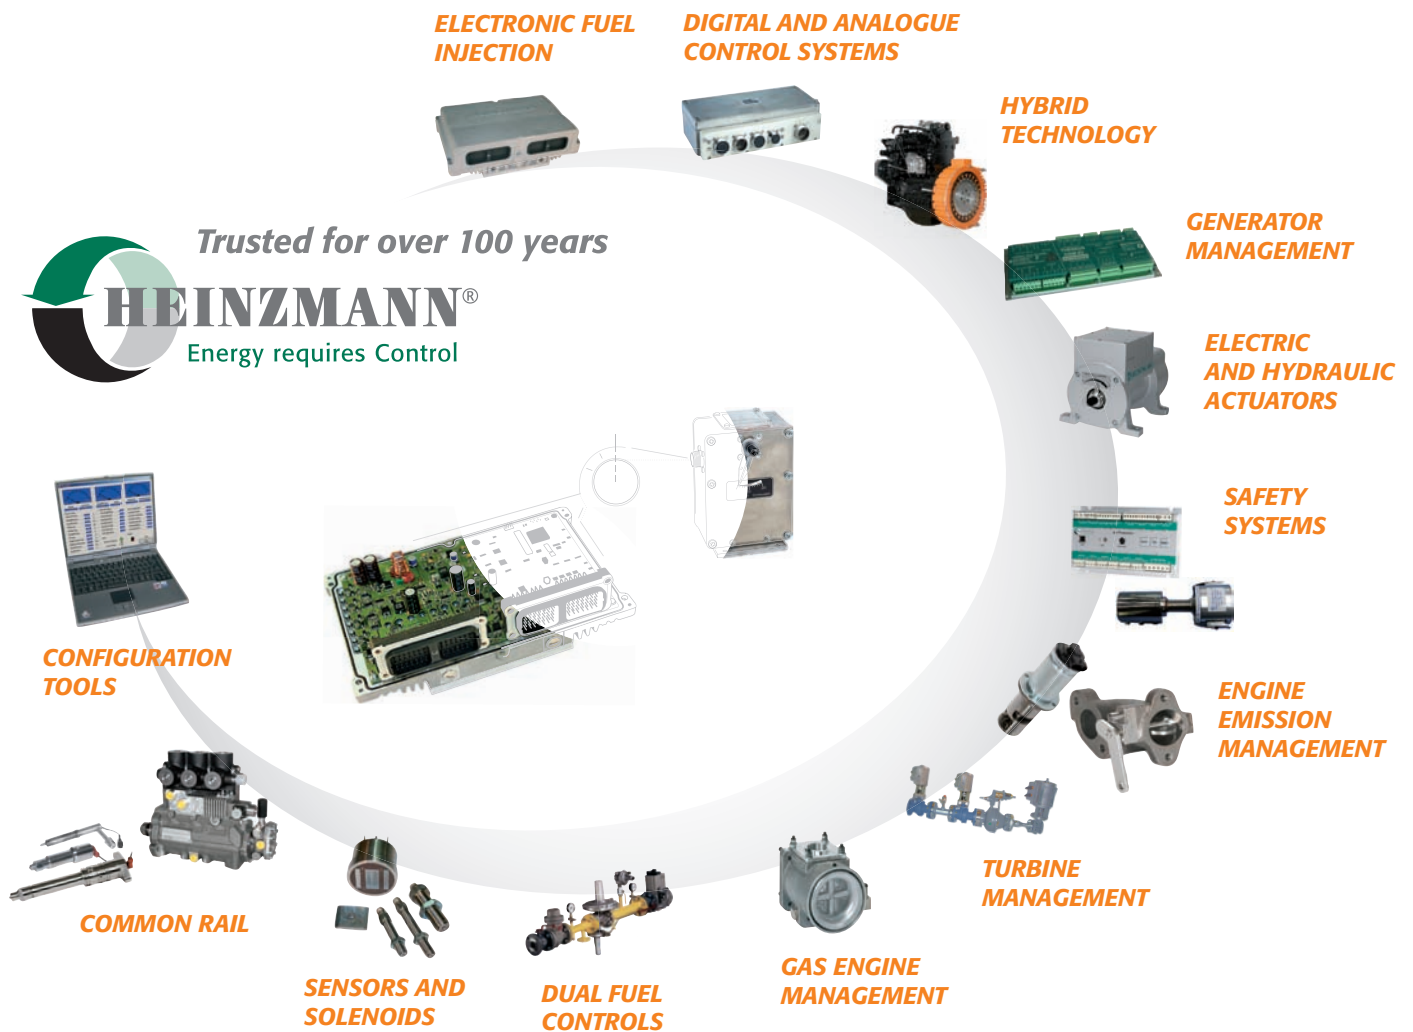 ELECTRONIC FUEL
INJECTION
DIGITAL AND ANALOGUE
CONTROL SYSTEMS
HYBRID
TECHNOLOGY
GENERATOR
MANAGEMENT
Trusted for over 100 years
HEINZMANN®
Energy requires Control
ELECTRIC
AND HYDRAULIC
ACTUATORS
SAFETY
SYSTEMS
CONFIGURATION
TOOLS
ENGINE
EMISSION
MANAGEMENT
TURBINE
MANAGEMENT
COMMON RAIL
GAS ENGINE
MANAGEMENT
SENSORS AND
SOLENOIDS
DUAL FUEL
CONTROLS